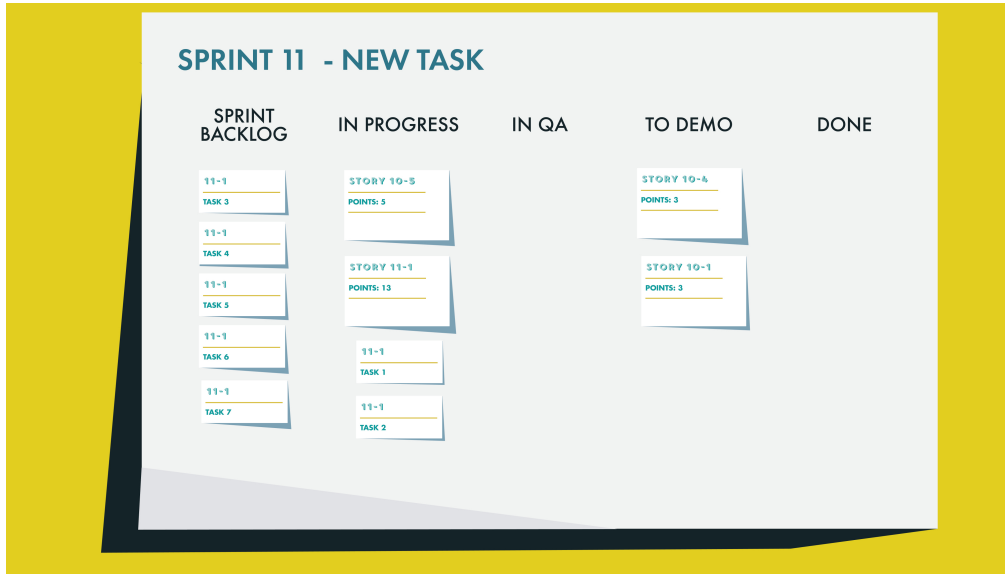 SPRINT 11 - NEW TASK
SPRINT
BACKLOG
IN PROGRESS
IN QA
TO DEMO
DONE
11-1
TASK 3
11-1
TASK 4
11-1
TASK 5
11-1
TASK 6
11-1
TASK 7
STORY 10-5
POINTS: 5
STORY 11-1
POINTS: 13
11-1
TASK 1
11-1
TASK 2
STORY 10-4
POINTS: 3
STORY 10-1
POINTS: 3